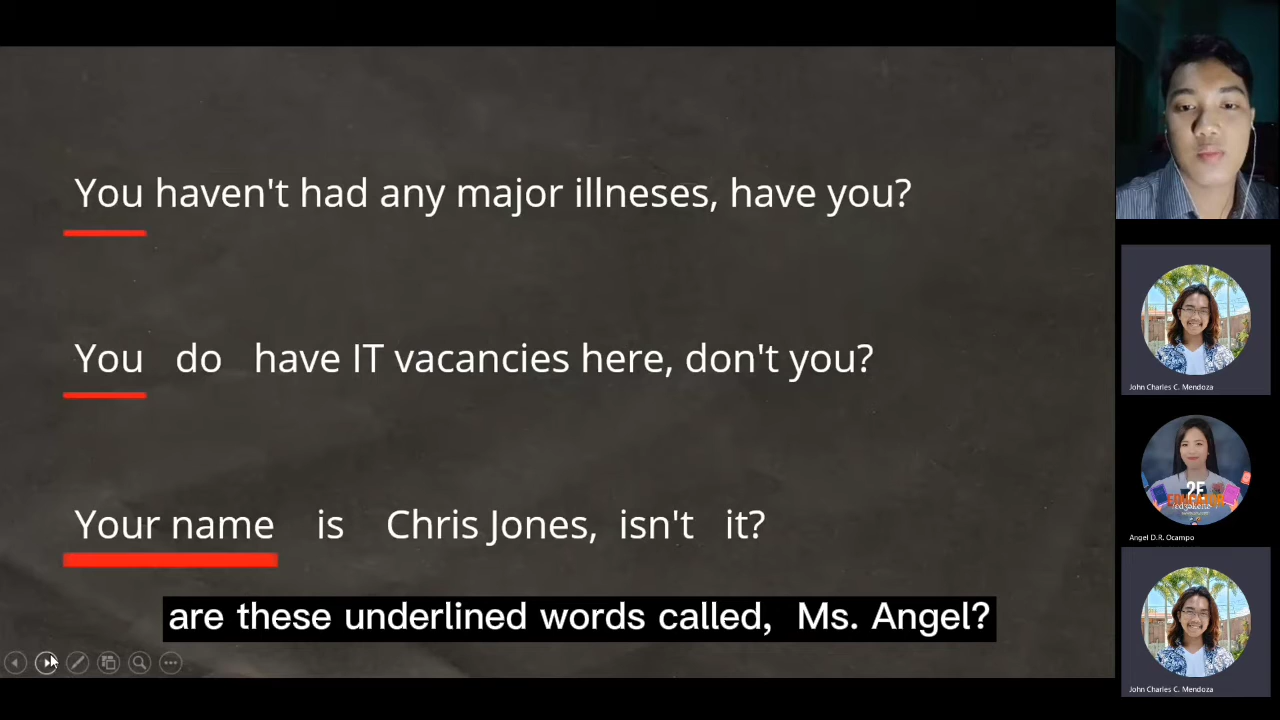 You haven't had any major illneses, have you?
You do have IT vacancies here, don't you?
Your name is Chris Jones, isn't it?
are these underlined words called, Ms. Angel?
John Charles C. Mendoza
Angel D.R. Ocampo
John Charles C. Mendoza